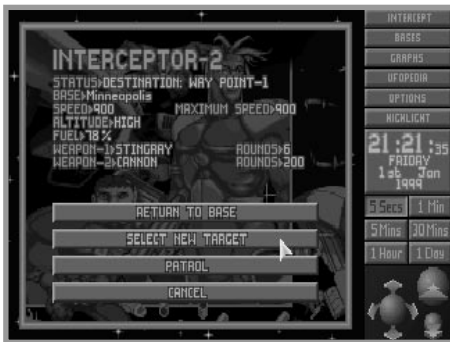 INTERCEPTOR-2
STATUS>DESTINATION: WAY POINT-1
BASE>Minneapolis
SPEED>900 MAXIMUM SPEED>900
ALTITUDE>HIGH
FUEL>78%
WEAPON-1>STINGRAY ROUNDS>6
WEAPON-2>CANNON ROUNDS>200
RETURN TO BASE
SELECT NEW TARGET
PATROL
CANCEL
INTERCEPT
BASES
GRAPHS
UFOPEDIA
OPTIONS
HIGHLIGHT
21:21:35
FRIDAY
1st Jan
1999
5 Secs 1 Min
5 Mins 30 Mins
1 Hour 1 Day